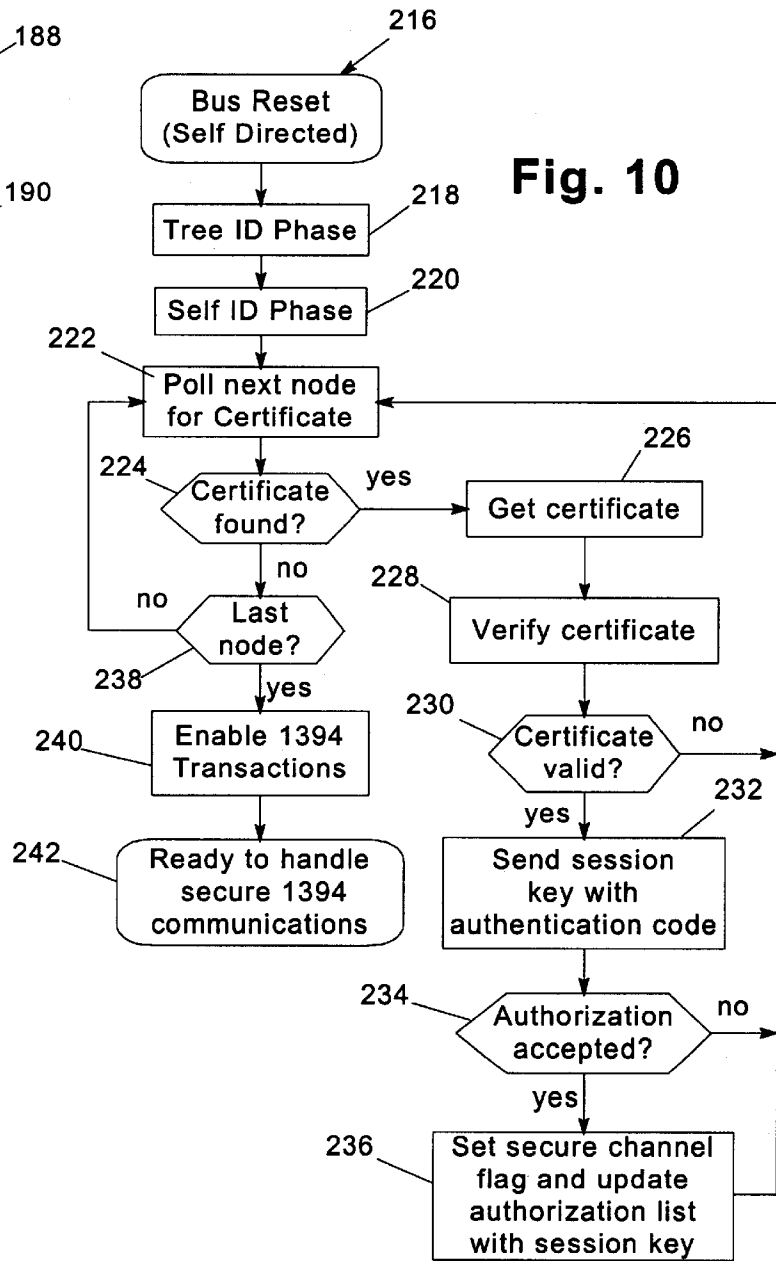 188
216
Bus Reset
(Self Directed)
Fig. 10
190
218
Tree ID Phase
220
Self ID Phase
222
Poll next node
for Certificate
226
224
Certificate
found?
yes
Get certificate
no
228
no
Last
node?
Verify certificate
238
yes
230
Certificate
valid?
no
240
Enable 1394
Transactions
232
yes
242
Ready to handle
secure 1394
communications
Send session
key with
authentication code
234
Authorization
accepted?
no
yes
236
Set secure channel
flag and update
authorization list
with session key